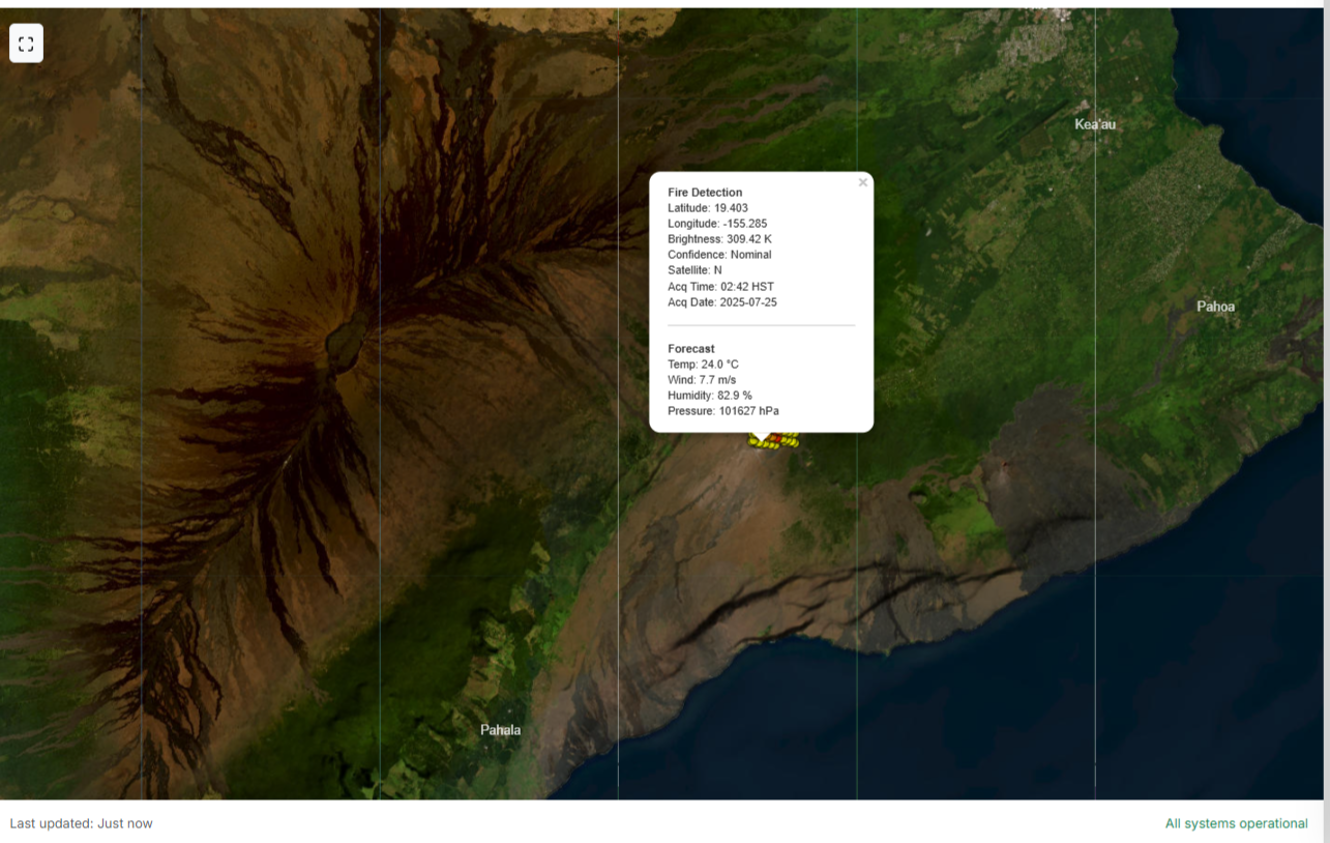 Kea'au
Fire Detection
Latitude: 19.403
Longitude: -155.285
Brightness: 309.42 K
Confidence: Nominal
Satellite: N
Acq Time: 02:42 HST
Acq Date: 2025-07-25
Pahoa
Forecast
Temp: 24.0 °C
Wind: 7.7 m/s
Humidity: 82.9 %
Pressure: 101627 hPa
Pahala
Last updated: Just now
All systems operational